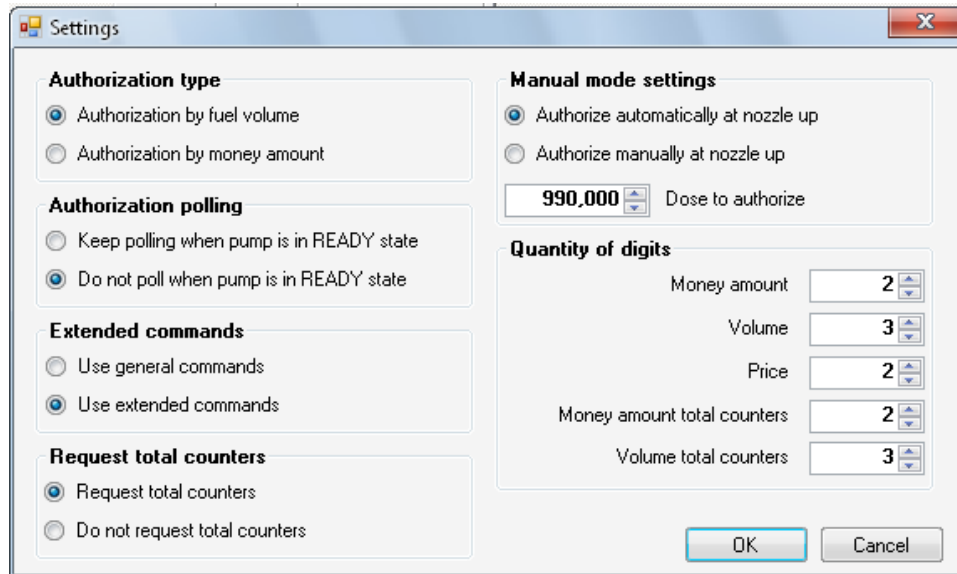 Settings
Authorization type
Authorization by fuel volume
Authorization by money amount
Authorization polling
Keep polling when pump is in READY state
Do not poll when pump is in READY state
Extended commands
Use general commands
Use extended commands
Request total counters
Request total counters
Do not request total counters
Manual mode settings
Authorize automatically at nozzle up
Authorize manually at nozzle up
990,000 Dose to authorize
Quantity of digits
Money amount 2
Volume 3
Price 2
Money amount total counters 2
Volume total counters 3
OK Cancel